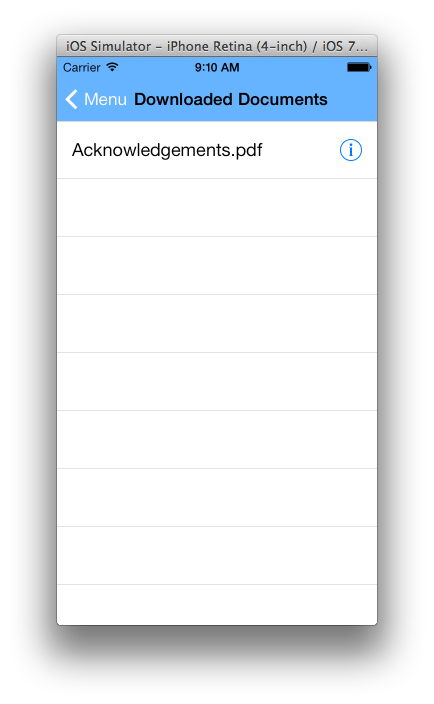 iOS Simulator - iPhone Retina (4-inch) / iOS 7...
Carrier 9:10 AM
Menu Downloaded Documents
Acknowledgements.pdf i